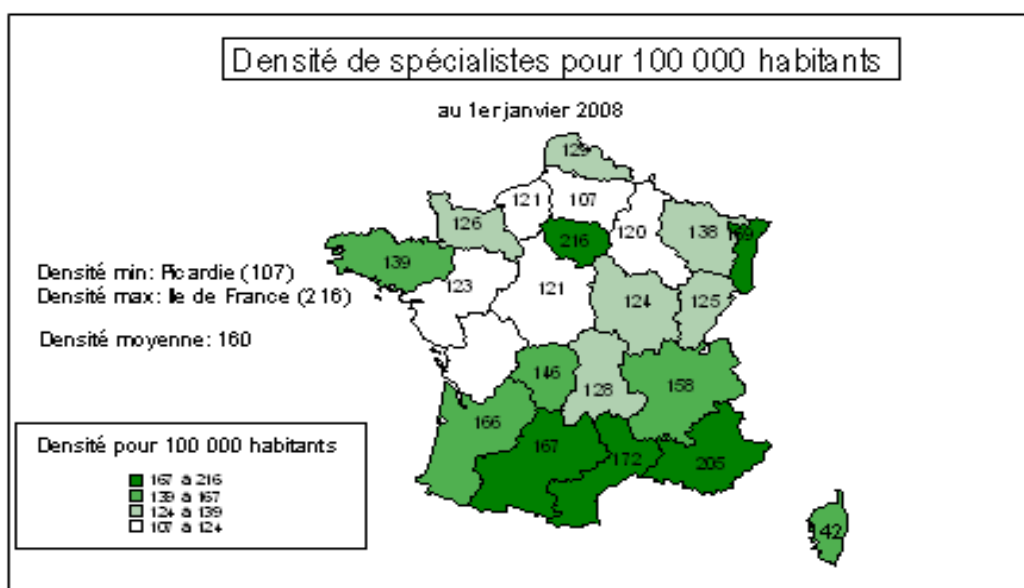 Densité de spécialistes pour 100 000 habitants
au 1er janvier 2008
129
121
107
126
216
120
138
139
123
121
124
125
146
128
158
166
167
172
205
42
Densité min: Picardie (107)
Densité max: Ile de France (216)
Densité moyenne: 160
Densité pour 100 000 habitants
167 à 216
139 à 167
124 à 139
107 à 124